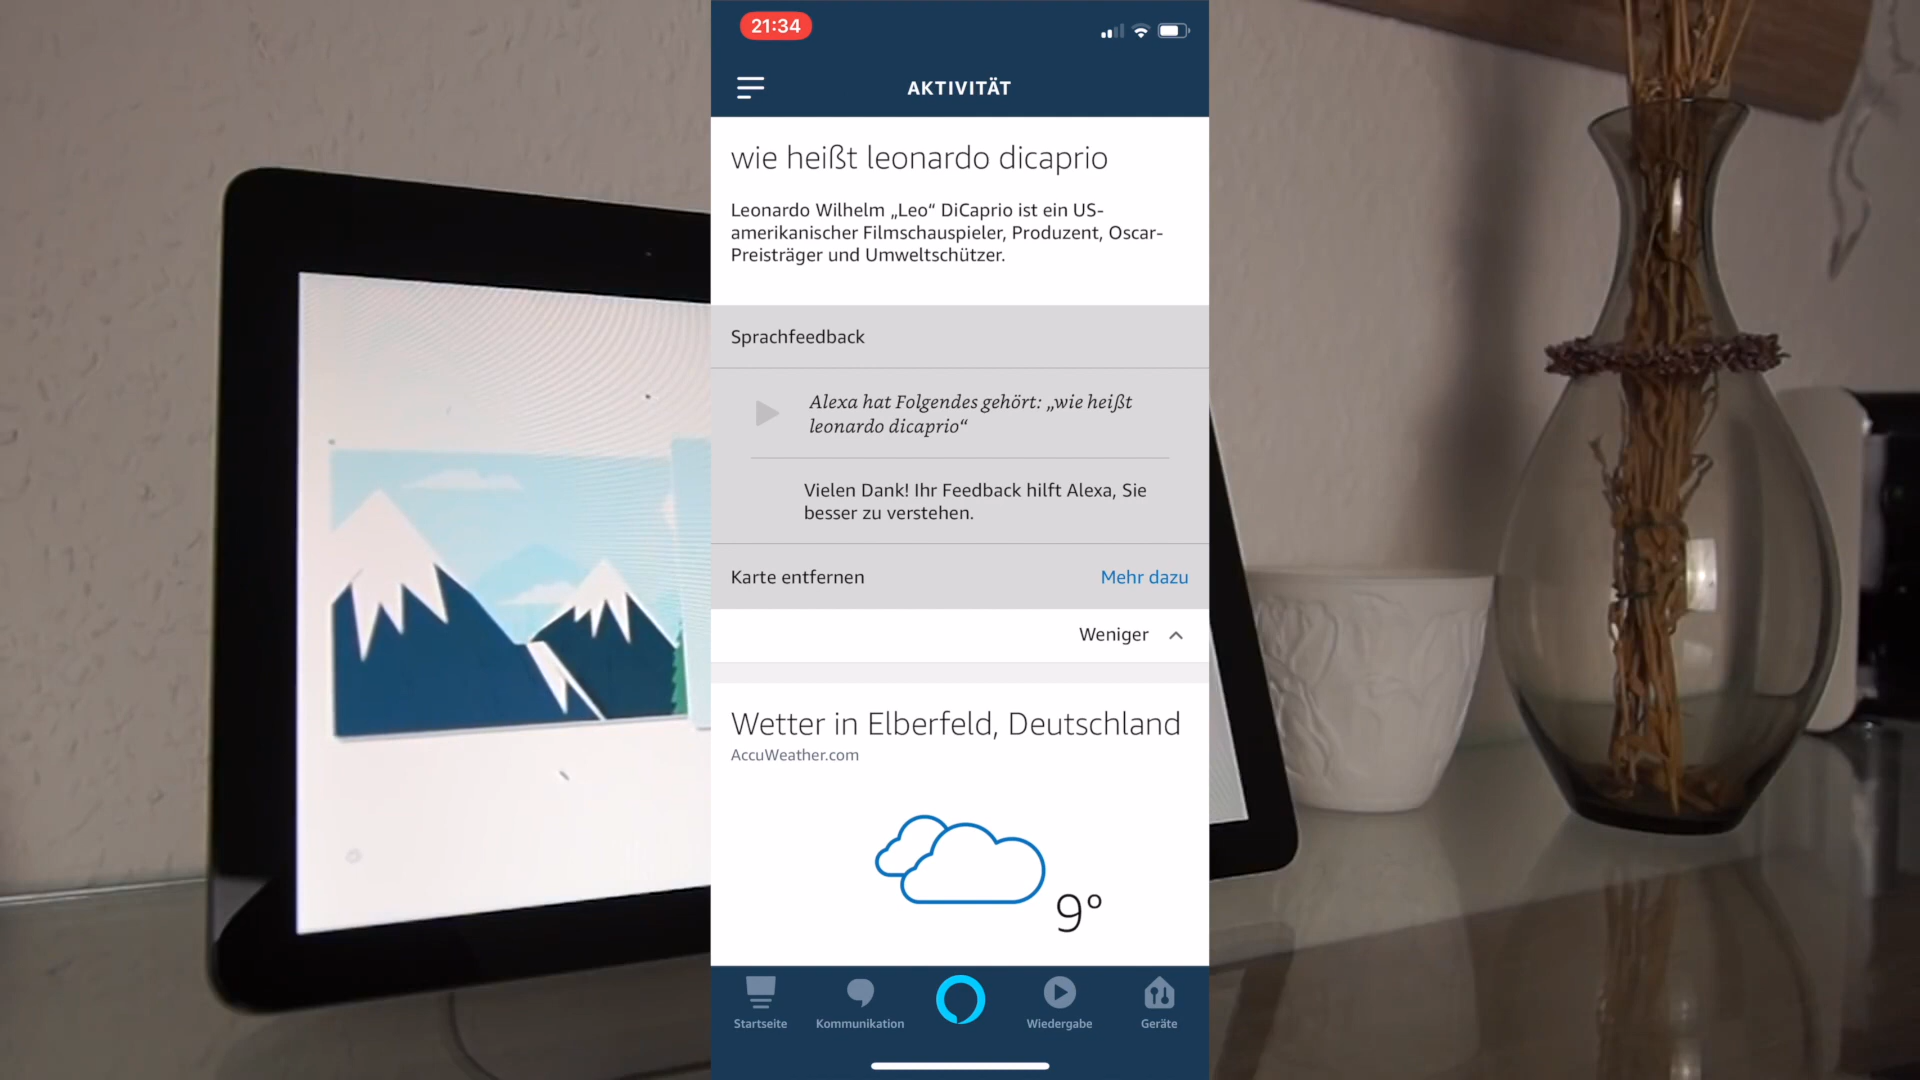 21:34
AKTIVITÄT
wie heißt leonardo dicaprio
Leonardo Wilhelm „Leo“ DiCaprio ist ein US-
amerikanischer Filmschauspieler, Produzent, Oscar-
Preisträger und Umweltschützer.
Sprachfeedback
Alexa hat Folgendes gehört: „wie heißt
leonardo dicaprio“
Vielen Dank! Ihr Feedback hilft Alexa, Sie
besser zu verstehen.
Karte entfernen Mehr dazu
Weniger
Wetter in Elberfeld, Deutschland
AccuWeather.com
9°
Startseite Kommunikation Wiedergabe Geräte